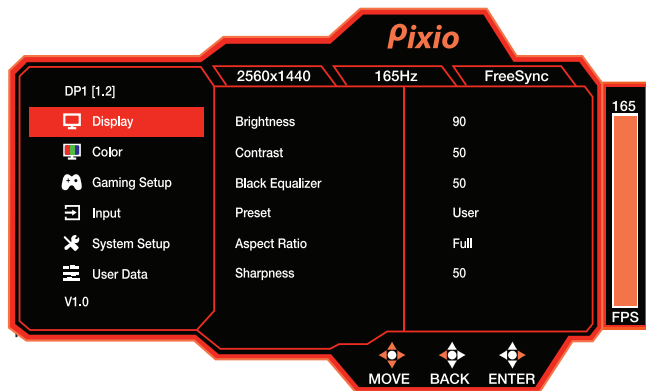 Pixio
2560x1440 165Hz FreeSync
DP1 [1.2]
Display
Color
Gaming Setup
Input
System Setup
User Data
V1.0
Brightness 90
Contrast 50
Black Equalizer 50
Preset User
Aspect Ratio Full
Sharpness 50
165
FPS
MOVE BACK ENTER